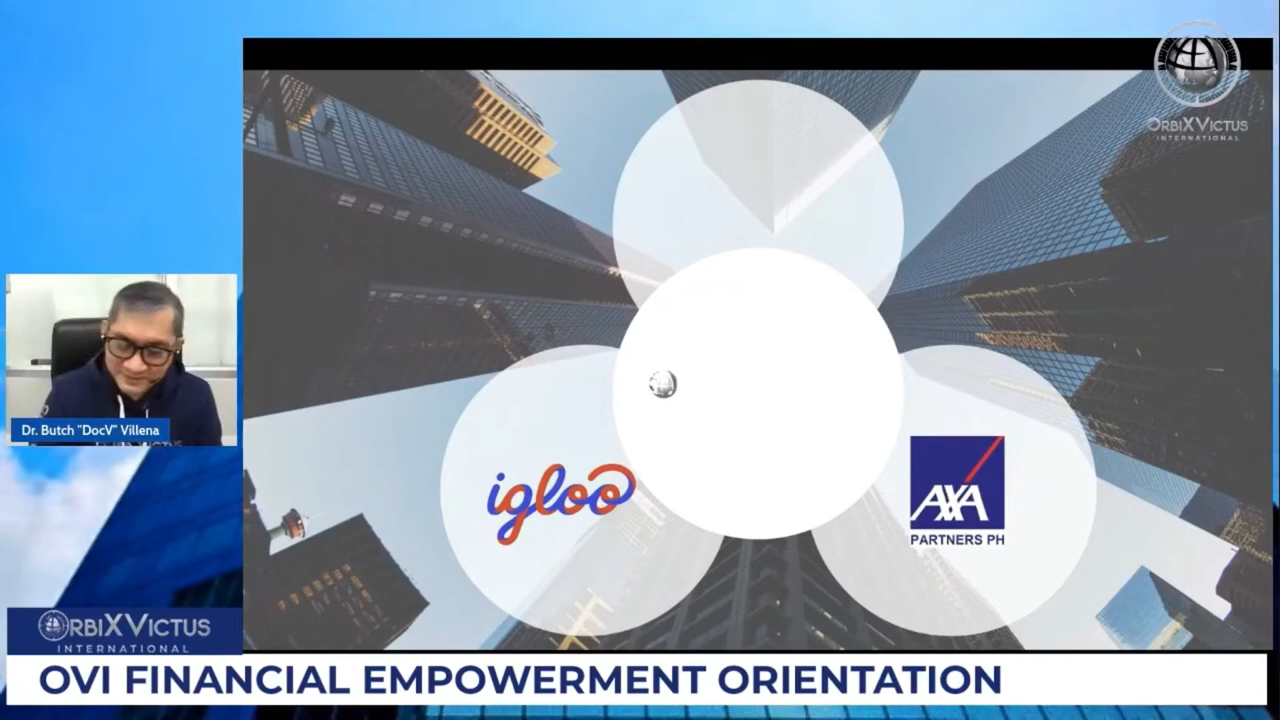 ORBIXVICTUS
INTERNATIONAL
igloo
AXA
PARTNERS PH
Dr. Butch "DocV" Villena
ORBIXVICTUS
INTERNATIONAL
OVI FINANCIAL EMPOWERMENT ORIENTATION